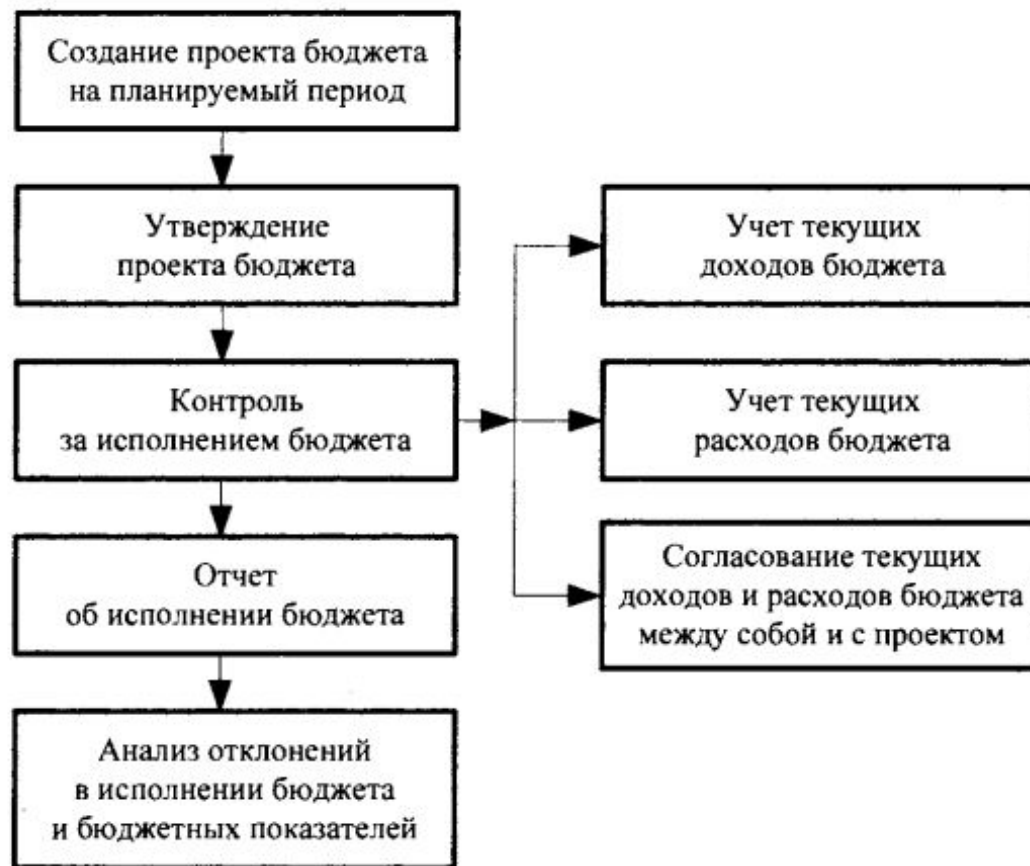 Создание проекта бюджета
на планируемый период
Утверждение
проекта бюджета
Учет текущих
доходов бюджета
Контроль
за исполнением бюджета
Учет текущих
расходов бюджета
Отчет
об исполнении бюджета
Согласование текущих
доходов и расходов бюджета
между собой и с проектом
Анализ отклонений
в исполнении бюджета
и бюджетных показателей